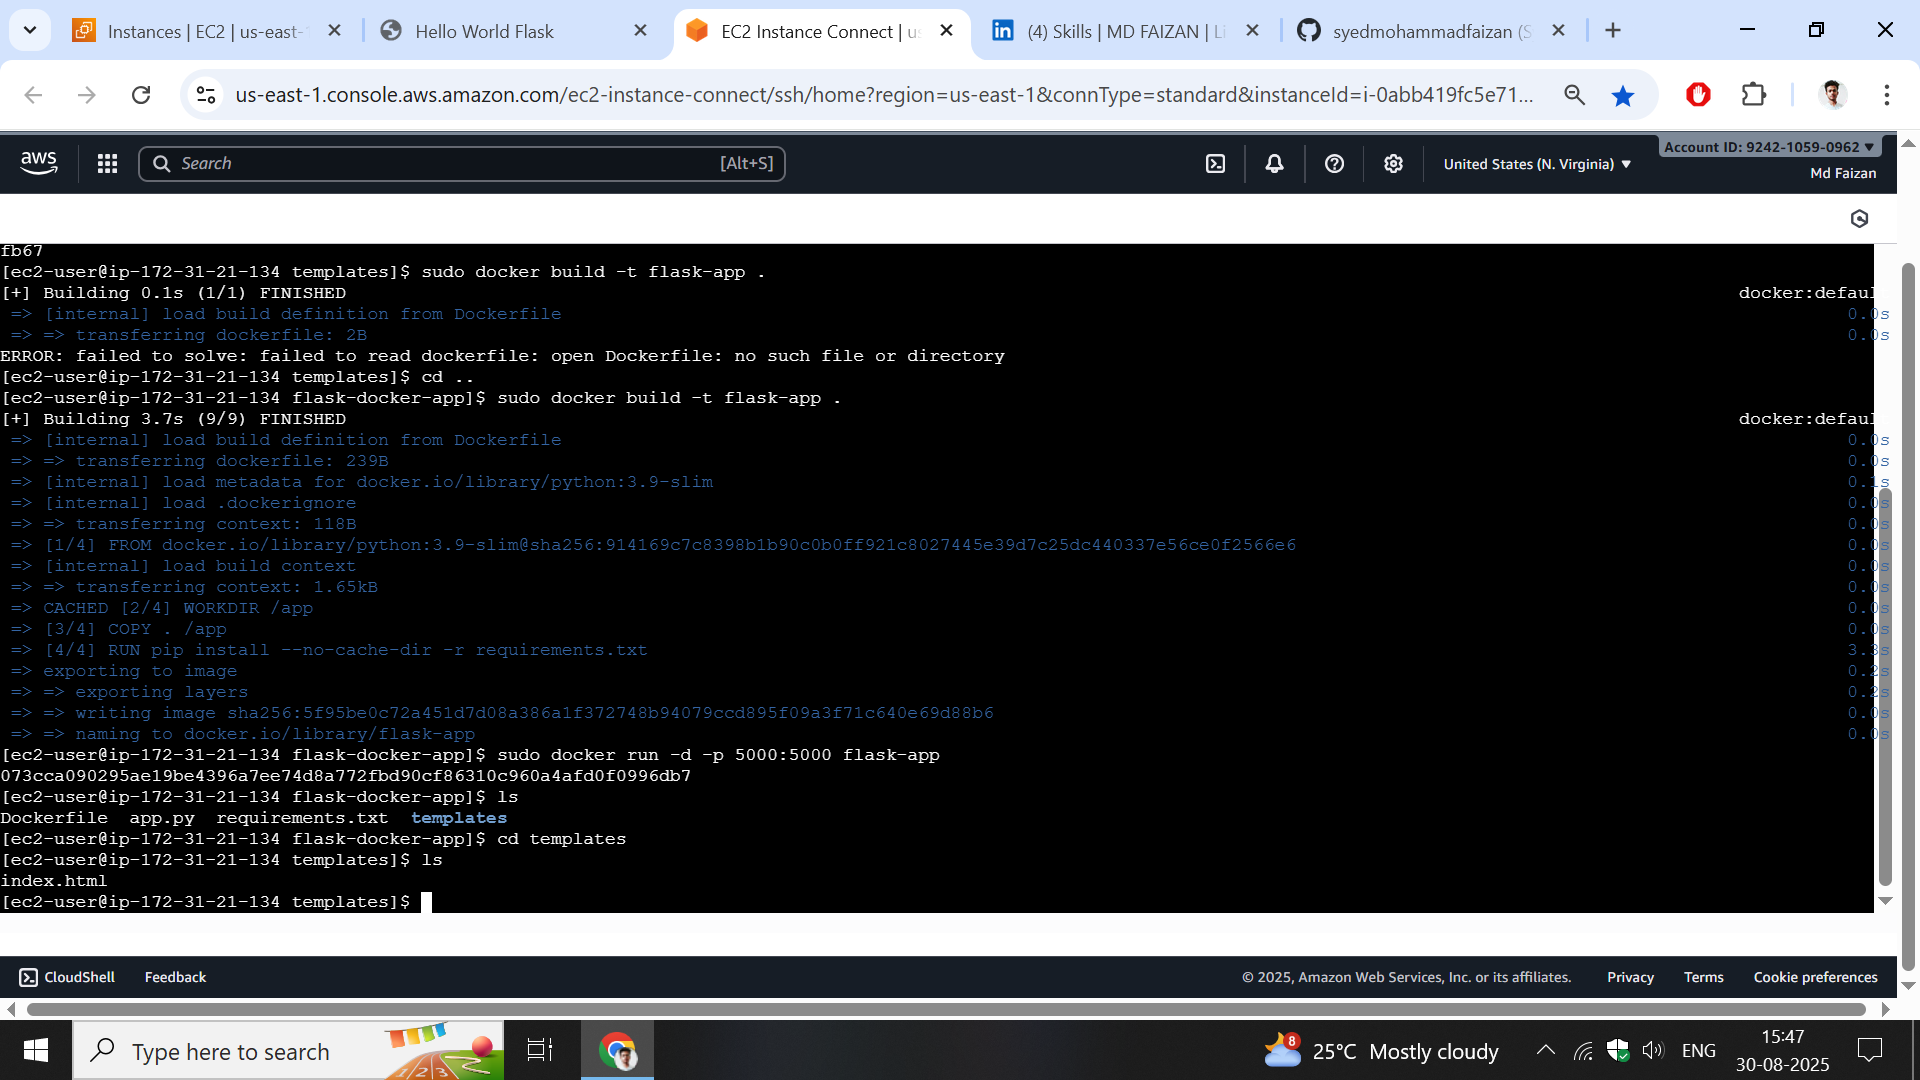 Instances | EC2 | us-east-
Hello World Flask
EC2 Instance Connect | us
(4) Skills | MD FAIZAN | Li
syedmohammadfaizan (S
us-east-1.console.aws.amazon.com/ec2-instance-connect/ssh/home?region=us-east-1&connType=standard&instanceId=i-0abb419fc5e71...
aws
Search
[Alt+S]
United States (N. Virginia) ▼
Account ID: 9242-1059-0962 ▼
Md Faizan
fb67
[ec2-user@ip-172-31-21-134 templates]$ sudo docker build -t flask-app .
[+] Building 0.1s (1/1) FINISHED docker:defaul
=> [internal] load build definition from Dockerfile 0.0s
=> => transferring dockerfile: 2B 0.0s
ERROR: failed to solve: failed to read dockerfile: open Dockerfile: no such file or directory
[ec2-user@ip-172-31-21-134 templates]$ cd ..
[ec2-user@ip-172-31-21-134 flask-docker-app]$ sudo docker build -t flask-app .
[+] Building 3.7s (9/9) FINISHED docker:defaul
=> [internal] load build definition from Dockerfile 0.0s
=> => transferring dockerfile: 239B 0.0s
=> [internal] load metadata for docker.io/library/python:3.9-slim 0.1s
=> [internal] load .dockerignore 0.0s
=> => transferring context: 118B 0.0s
=> [1/4] FROM docker.io/library/python:3.9-slim@sha256:914169c7c8398b1b90c0b0ff921c8027445e39d7c25dc440337e56ce0f2566e6 0.0s
=> [internal] load build context 0.0s
=> => transferring context: 1.65kB 0.0s
=> CACHED [2/4] WORKDIR /app 0.0s
=> [3/4] COPY . /app 0.0s
=> [4/4] RUN pip install --no-cache-dir -r requirements.txt 3.3s
=> exporting to image 0.2s
=> => exporting layers 0.2s
=> => writing image sha256:5f95be0c72a451d7d08a386a1f372748b94079ccd895f09a3f71c640e69d88b6 0.0s
=> => naming to docker.io/library/flask-app 0.0s
[ec2-user@ip-172-31-21-134 flask-docker-app]$ sudo docker run -d -p 5000:5000 flask-app
073cca090295ae19be4396a7ee74d8a772fbd90cf86310c960a4afd0f0996db7
[ec2-user@ip-172-31-21-134 flask-docker-app]$ ls
Dockerfile app.py requirements.txt templates
[ec2-user@ip-172-31-21-134 flask-docker-app]$ cd templates
[ec2-user@ip-172-31-21-134 templates]$ ls
index.html
[ec2-user@ip-172-31-21-134 templates]$
CloudShell
Feedback
© 2025, Amazon Web Services, Inc. or its affiliates.
Privacy
Terms
Cookie preferences
Type here to search
1 2 3
8
25°C Mostly cloudy
ENG
15:47
30-08-2025